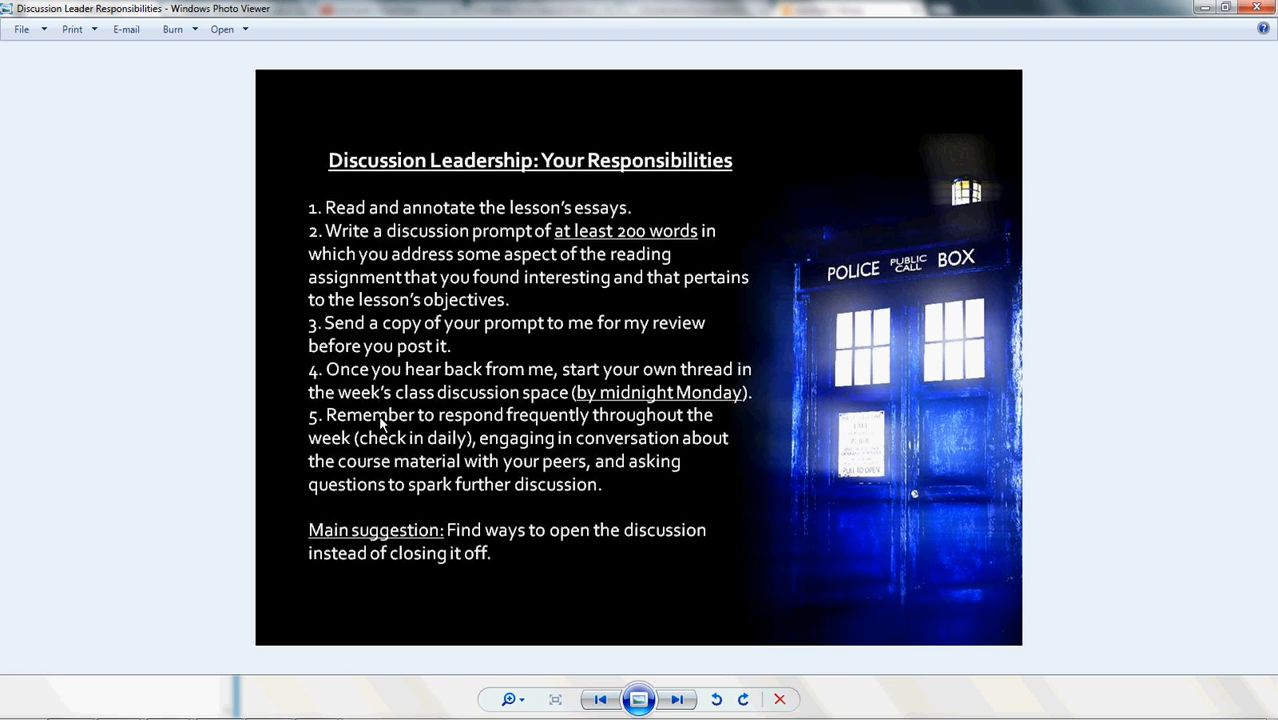 Discussion Leader Responsibilities - Windows Photo Viewer
File Print E-mail Burn Open
Discussion Leadership: Your Responsibilities
1. Read and annotate the lesson's essays.
2. Write a discussion prompt of at least 200 words in
which you address some aspect of the reading
assignment that you found interesting and that pertains
to the lesson's objectives.
3. Send a copy of your prompt to me for my review
before you post it.
4. Once you hear back from me, start your own thread in
the week's class discussion space (by midnight Monday).
5. Remember to respond frequently throughout the
week (check in daily), engaging in conversation about
the course material with your peers, and asking
questions to spark further discussion.
Main suggestion: Find ways to open the discussion
instead of closing it off.
POLICE PUBLIC CALL BOX
PULL TO OPEN